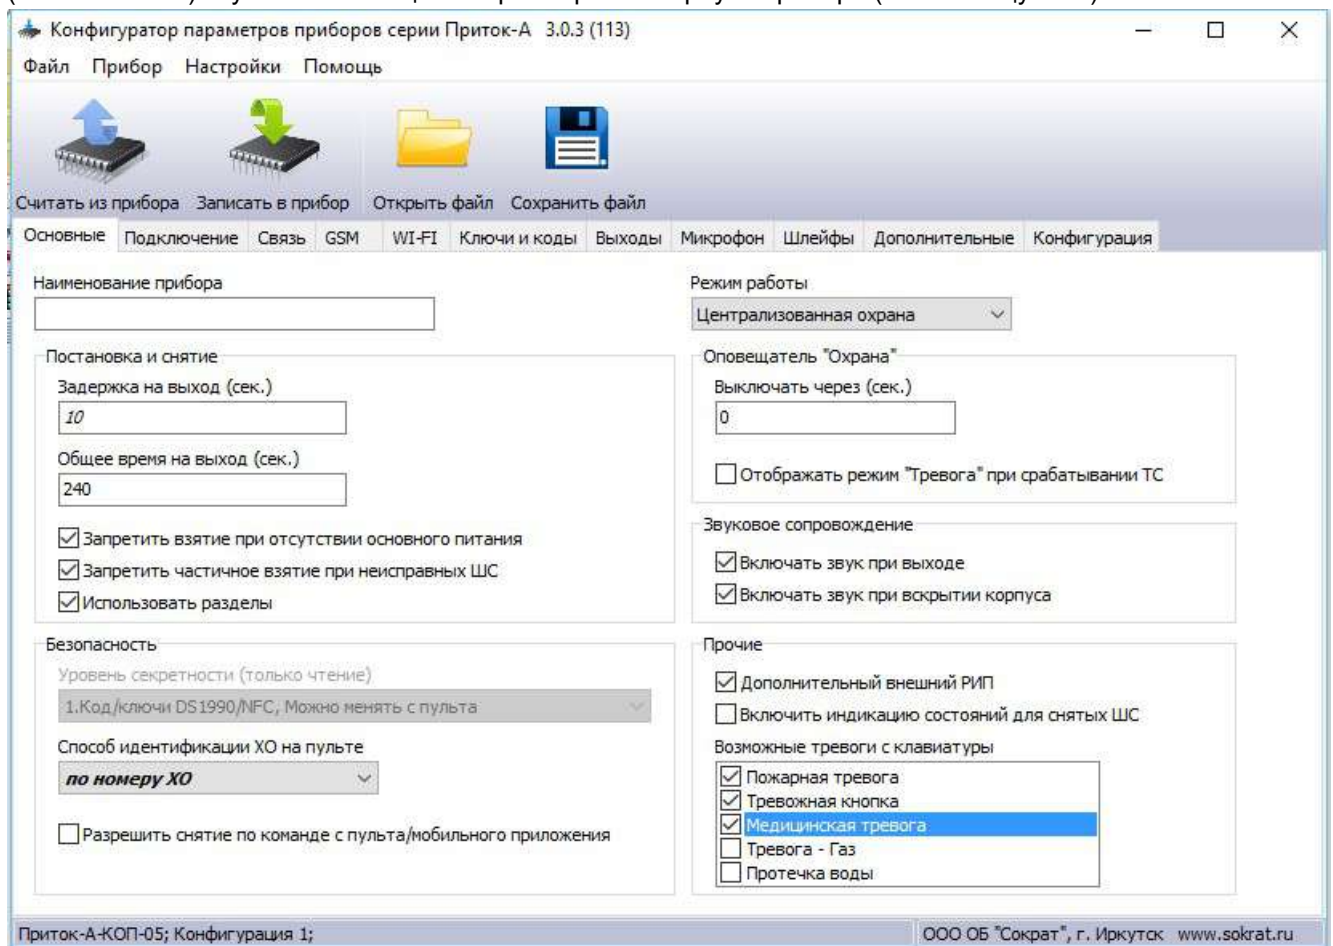 Конфигуратор параметров приборов серии Приток-А 3.0.3 (113)
Файл Прибор Настройки Помощь
Считать из прибора Записать в прибор Открыть файл Сохранить файл
Основные Подключение Связь GSM WI-FI Ключи и коды Выходы Микрофон Шлейфы Дополнительные Конфигурация
Наименование прибора
Режим работы
Централизованная охрана
Постановка и снятие
Задержка на выход (сек.)
10
Общее время на выход (сек.)
240
Запретить взятие при отсутствии основного питания
Запретить частичное взятие при неисправных ШС
Использовать разделы
Оповещатель "Охрана"
Выключать через (сек.)
0
Отображать режим "Тревога" при срабатывании ТС
Звуковое сопровождение
Включать звук при выходе
Включать звук при вскрытии корпуса
Безопасность
Уровень секретности (только чтение)
1.Код/ключи DS1990/NFC, Можно менять с пульта
Способ идентификации ХО на пульте
по номеру ХО
Разрешить снятие по команде с пульта/мобильного приложения
Прочие
Дополнительный внешний РИП
Включить индикацию состояний для снятых ШС
Возможные тревоги с клавиатуры
Пожарная тревога
Тревожная кнопка
Медицинская тревога
Тревога - Газ
Протечка воды
Приток-А-КОП-05; Конфигурация 1;
ООО ОБ "Сократ", г. Иркутск www.sokrat.ru